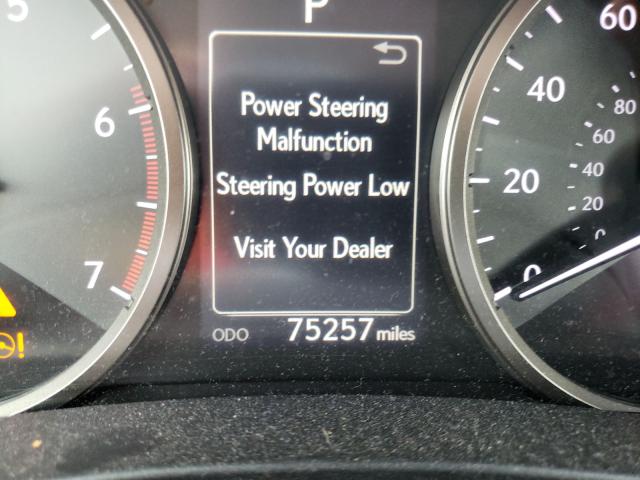 P
5
6
7
Power Steering
Malfunction
Steering Power Low
Visit Your Dealer
ODO 75257 miles
60
40
20
0
80
60
40
20
0
!